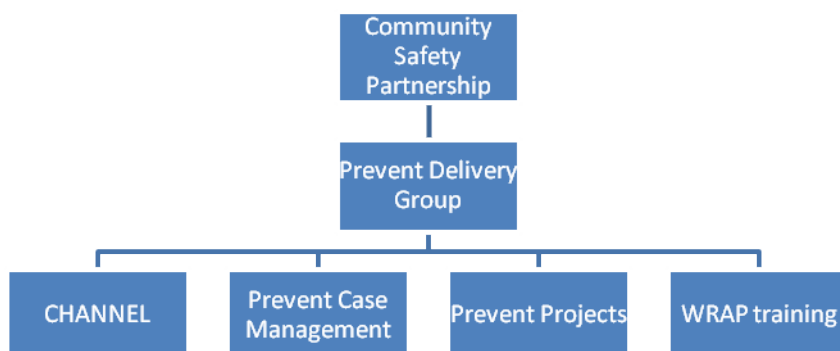 Community
Safety
Partnership
Prevent Delivery
Group
CHANNEL
Prevent Case
Management
Prevent Projects
WRAP training